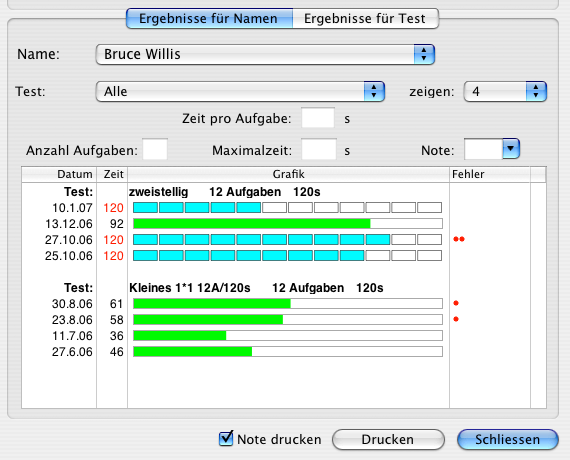 Ergebnisse für Namen Ergebnisse für Test
Name: Bruce Willis
Test: Alle zeigen: 4
Zeit pro Aufgabe: s
Anzahl Aufgaben: Maximalzeit: s Note:
Datum Zeit Grafik Fehler
Test: zweistellig 12 Aufgaben 120s
10.1.07 120
13.12.06 92
27.10.06 120
25.10.06 120
Test: Kleines 1*1 12A/120s 12 Aufgaben 120s
30.8.06 61
23.8.06 58
11.7.06 36
27.6.06 46
Note drucken Drucken Schliessen